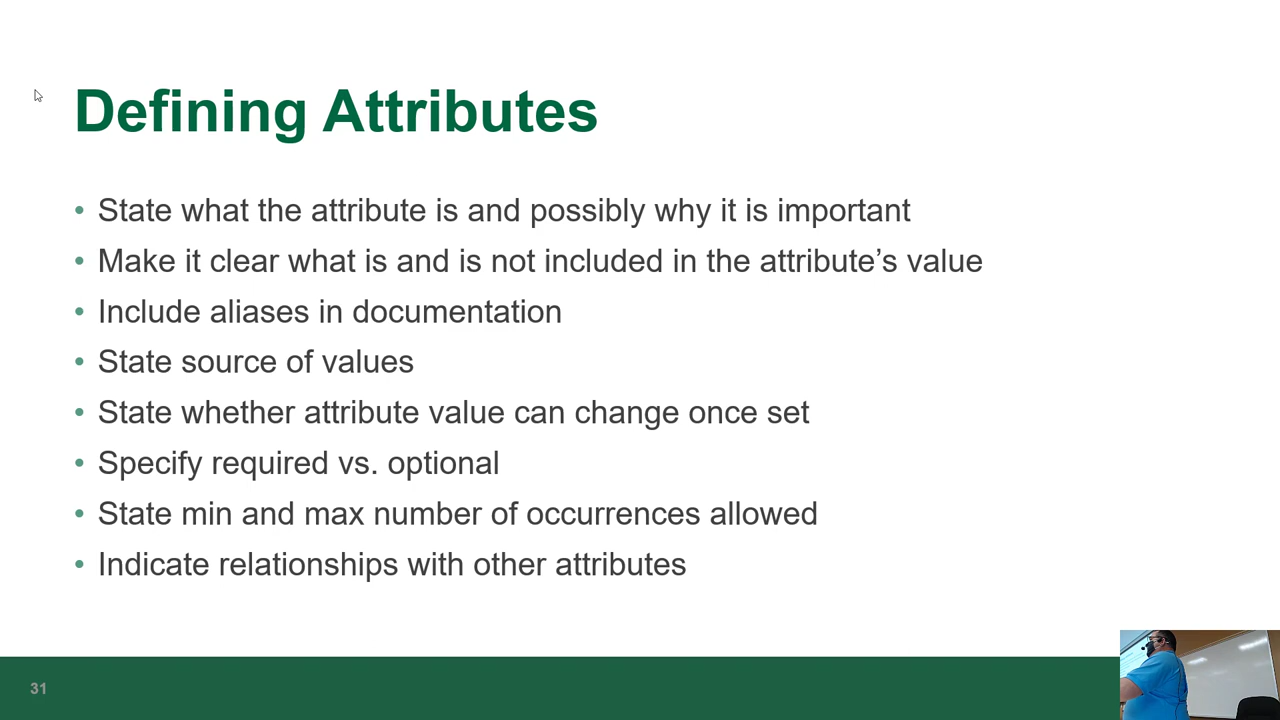 Defining Attributes
• State what the attribute is and possibly why it is important
• Make it clear what is and is not included in the attribute’s value
• Include aliases in documentation
• State source of values
• State whether attribute value can change once set
• Specify required vs. optional
• State min and max number of occurrences allowed
• Indicate relationships with other attributes
31